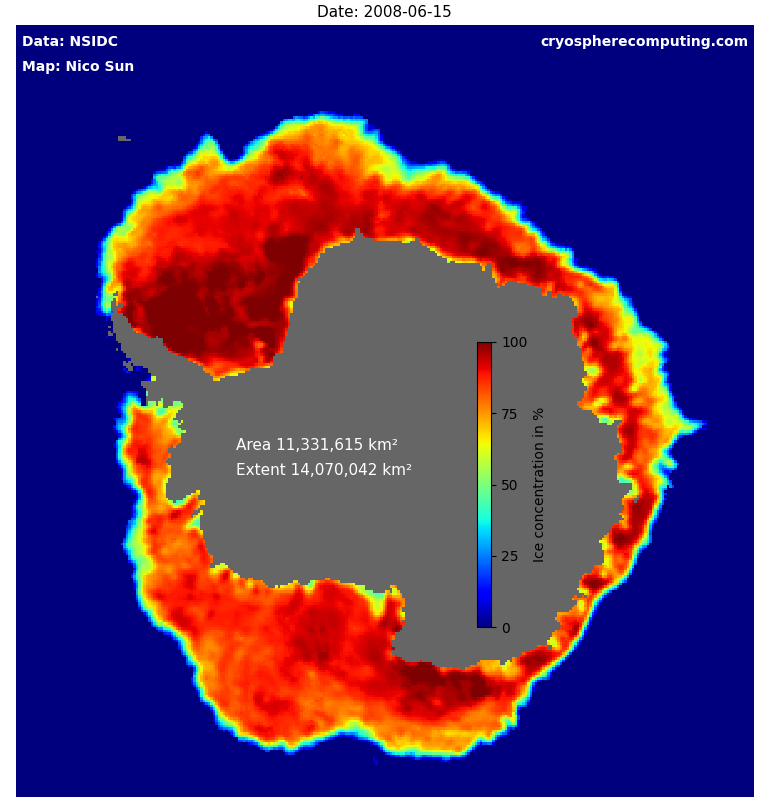 Date: 2008-06-15
Data: NSIDC
cryospherecomputing.com
Map: Nico Sun
100
75
50
25
0
Ice concentration in %
Area 11,331,615 km²
Extent 14,070,042 km²